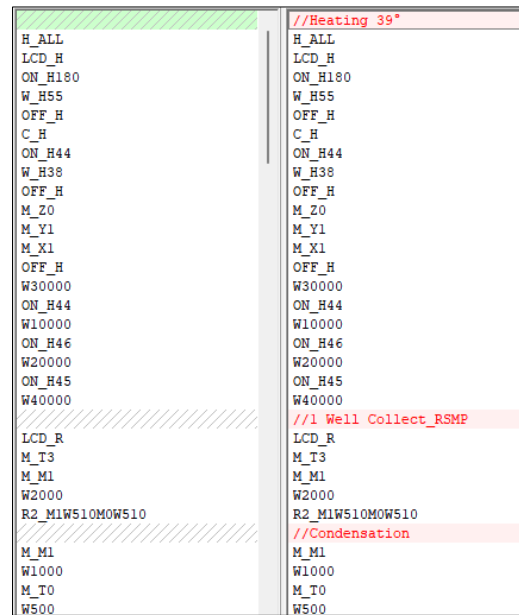 H_ALL
LCD_H
ON_H180
W_H55
OFF_H
C_H
ON_H44
W_H38
OFF_H
M_Z0
M_Y1
M_X1
OFF_H
W30000
ON_H44
W10000
ON_H46
W20000
ON_H45
W40000
LCD_R
M_T3
M_M1
W2000
R2_M1W510M0W510
M_M1
W1000
M_T0
W500
//Heating 39°
H_ALL
LCD_H
ON_H180
W_H55
OFF_H
C_H
ON_H44
W_H38
OFF_H
M_Z0
M_Y1
M_X1
OFF_H
W30000
ON_H44
W10000
ON_H46
W20000
ON_H45
W40000
//1 Well Collect_RSMP
LCD_R
M_T3
M_M1
W2000
R2_M1W510M0W510
//Condensation
M_M1
W1000
M_T0
W500